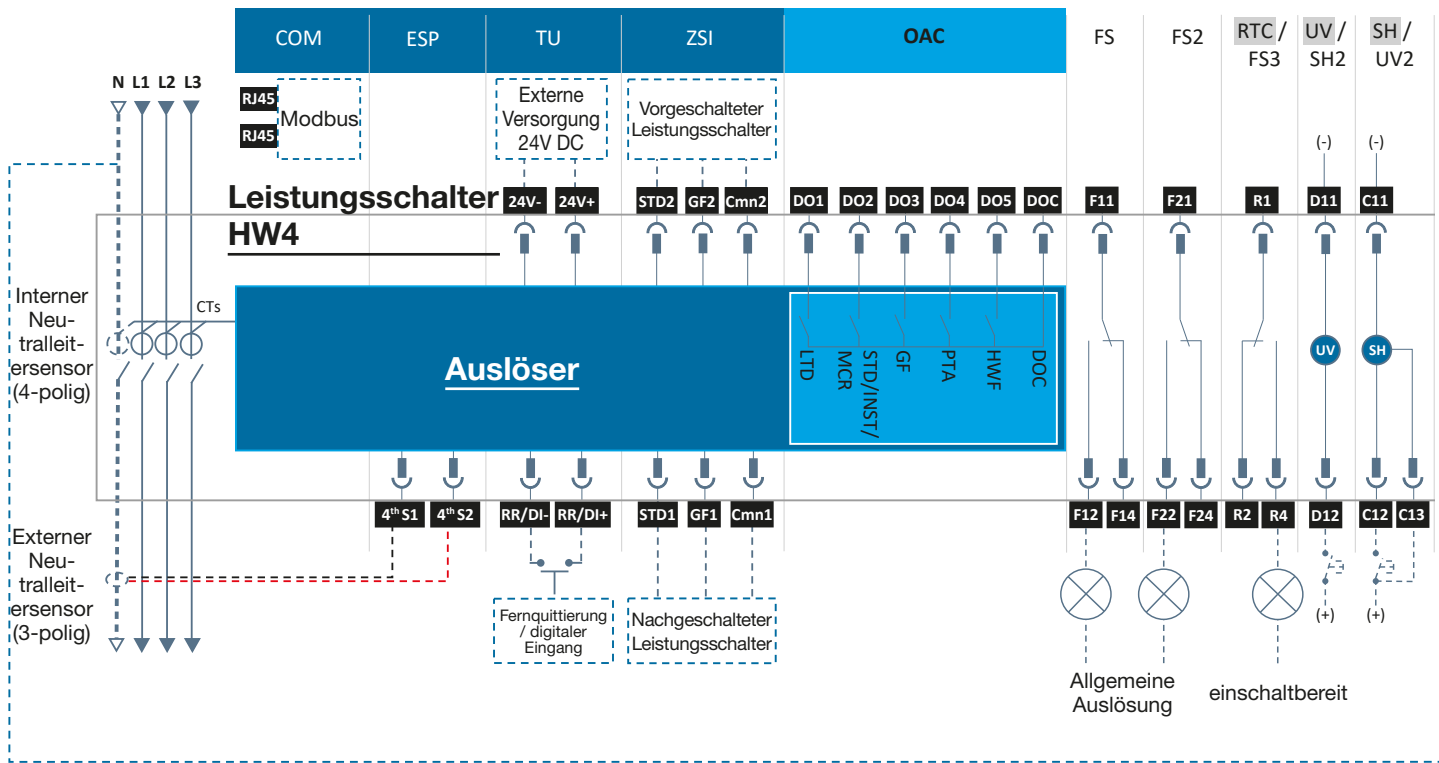 COM
ESP
TU
ZSI
OAC
FS
FS2
RTC /
FS3
UV /
SH2
SH /
UV2
N L1 L2 L3
RJ45
RJ45
Modbus
Externe
Versorgung
24V DC
Vorgeschalteter
Leistungsschalter
(-)
(-)
Leistungsschalter
HW4
24V-
24V+
STD2
GF2
Cmn2
DO1
DO2
DO3
DO4
DO5
DOC
F11
F21
R1
D11
C11
Interner
Neu-
tralleit-
ersensor
(4-polig)
CTs
Auslöser
LTD
STD/INST/
MCR
GF
PTA
HWF
DOC
UV
SH
4th S1
4th S2
RR/DI-
RR/DI+
STD1
GF1
Cmn1
F12
F14
F22
F24
R2
R4
D12
C12
C13
Externer
Neu-
tralleit-
ersensor
(3-polig)
Fernquittierung
/ digitaler
Eingang
Nachgeschalteter
Leistungsschalter
(+)
(+)
Allgemeine
Auslösung
einschaltbereit